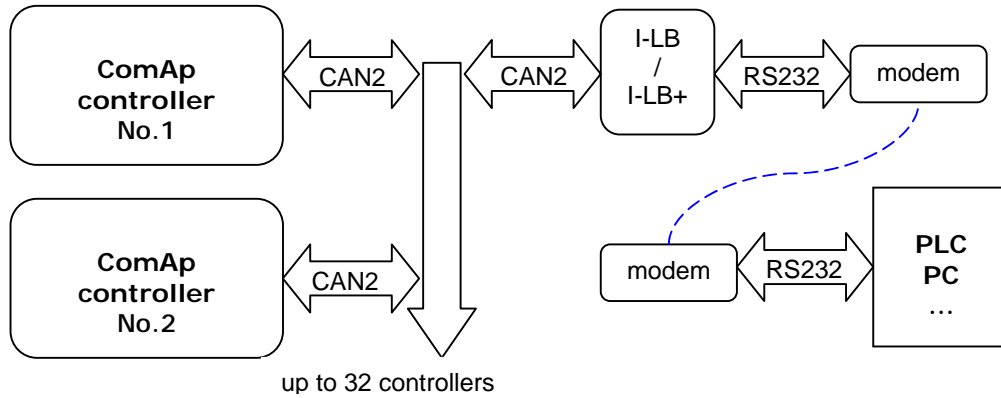 ComAp
controller
No.1
CAN2
CAN2
I-LB
/
I-LB+
RS232
modem
ComAp
controller
No.2
CAN2
modem
RS232
PLC
PC
...
up to 32 controllers